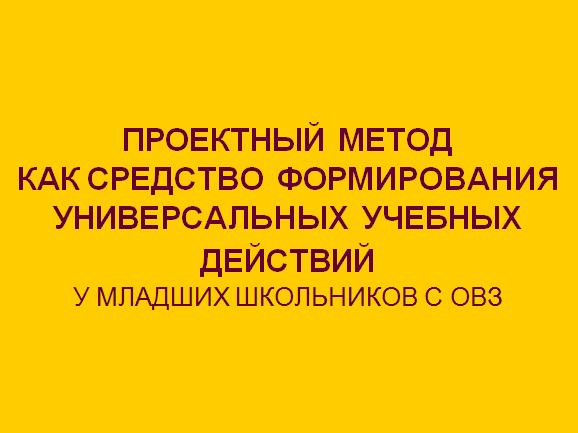 ПРОЕКТНЫЙ МЕТОД
КАК СРЕДСТВО ФОРМИРОВАНИЯ
УНИВЕРСАЛЬНЫХ УЧЕБНЫХ
ДЕЙСТВИЙ
У МЛАДШИХ ШКОЛЬНИКОВ С ОВЗ